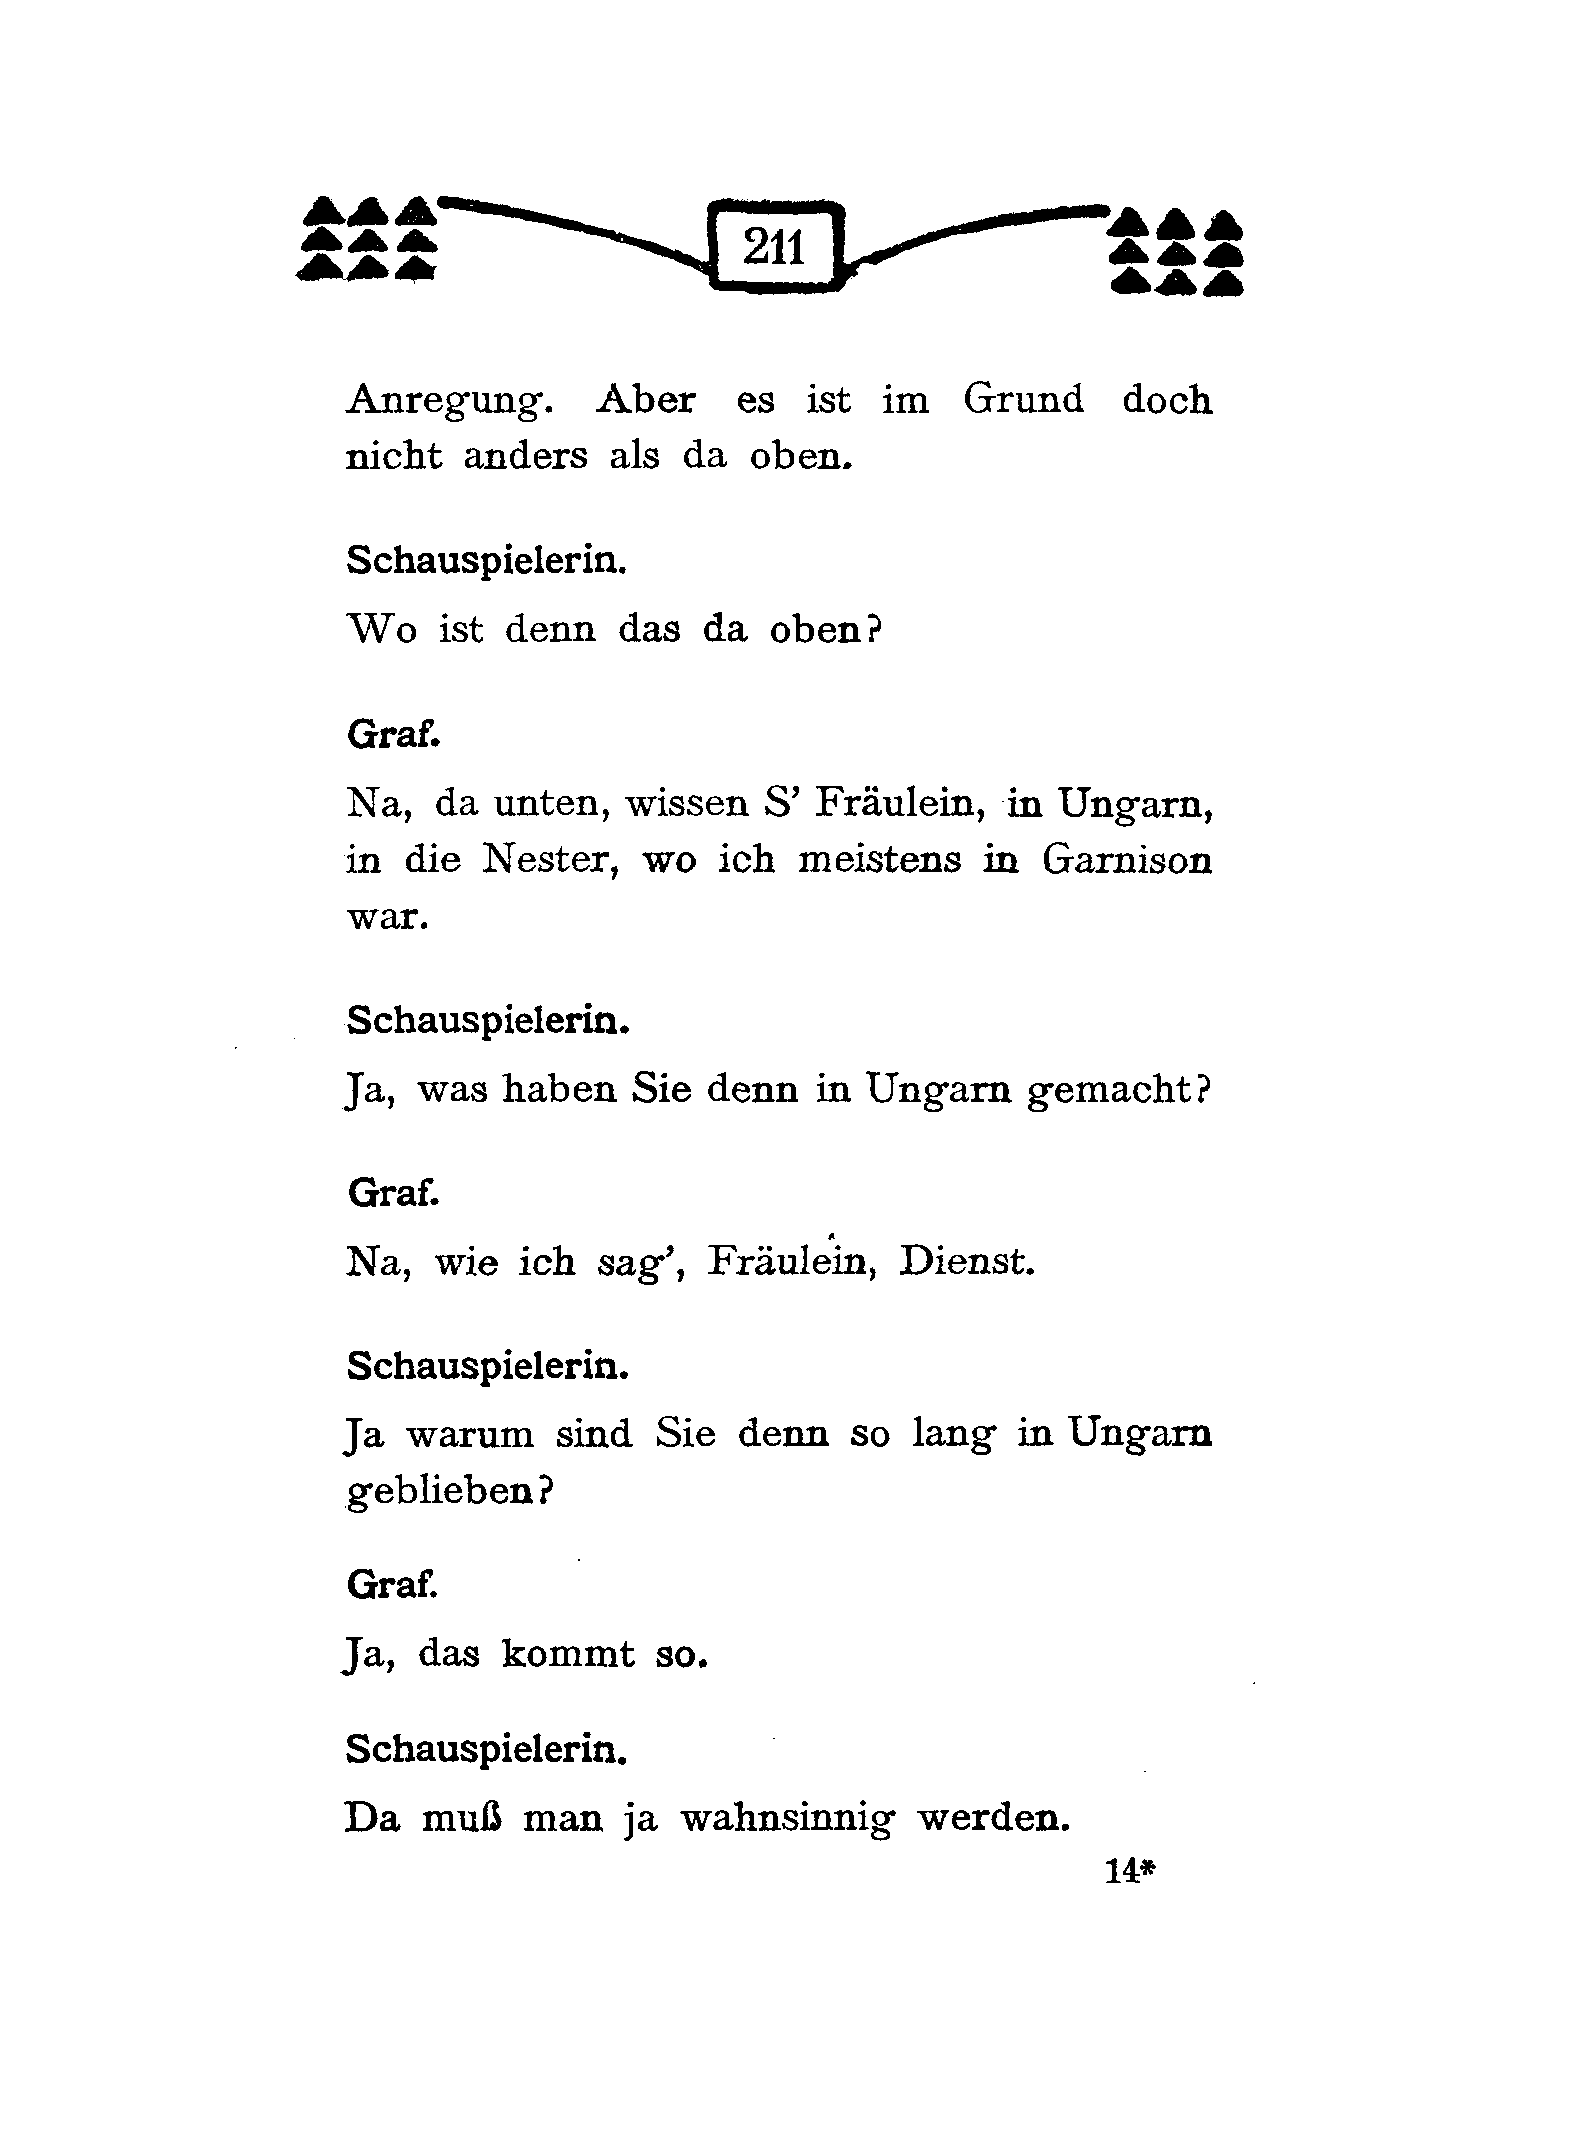 211
Anregung. Aber es ist im Grund doch
nicht anders als da oben.
Schauspielerin.
Wo ist denn das da oben?
Graf.
Na, da unten, wissen S’ Fräulein, in Ungarn,
in die Nester, wo ich meistens in Garnison
war.
Schauspielerin.
Ja, was haben Sie denn in Ungarn gemacht?
Graf.
Na, wie ich sag’, Fräulein, Dienst.
Schauspielerin.
Ja warum sind Sie denn so lang in Ungarn
geblieben?
Graf.
Ja, das kommt so.
Schauspielerin.
Da muß man ja wahnsinnig werden.
14*